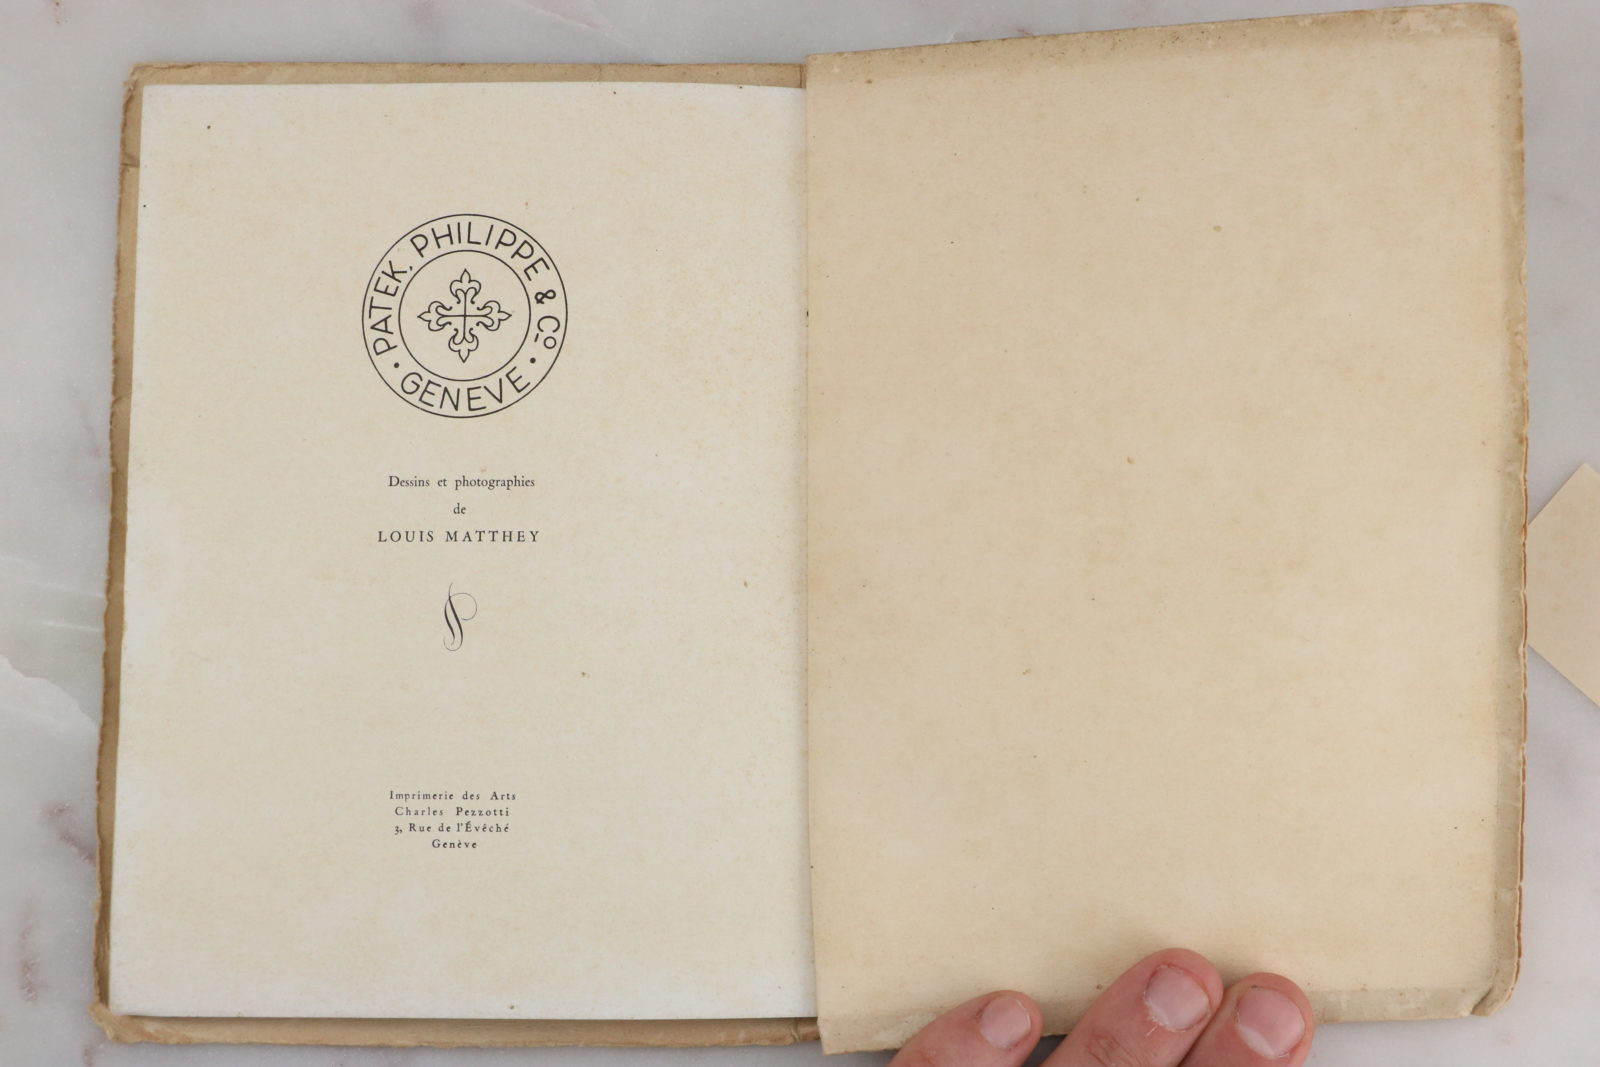 PATEK, PHILIPPE & Cº
· GENEVE ·
Dessins et photographies
de
LOUIS MATTHEY
Imprimerie des Arts
Charles Pezzotti
3, Rue de l'Évêché
Genève